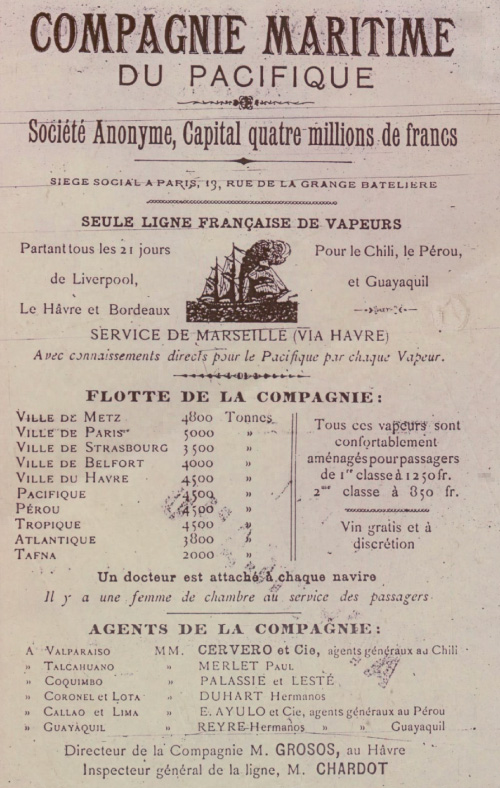 COMPAGNIE MARITIME
DU PACIFIQUE
Société Anonyme, Capital quatre millions de francs
SIEGE SOCIAL A PARIS, 19, RUE DE LA GRANGE BATELIERE
SEULE LIGNE FRANÇAISE DE VAPEURS
Partant tous les 21 jours
de Liverpool,
Le Hâvre et Bordeaux
Pour le Chili, le Pérou,
et Guayaquil
SERVICE DE MARSEILLE (VIA HAVRE)
Avec connaissements directs pour le Pacifique par chaque Vapeur.
FLOTTE DE LA COMPAGNIE:
VILLE DE METZ 4800 Tonnes
VILLE DE PARIS 5000 "
VILLE DE STRASBOURG 3500 "
VILLE DE BELFORT 4000 "
VILLE DU HAVRE 4500 "
PACIFIQUE 4500 "
PÉROU 4500 "
TROPIQUE 4500 "
ATLANTIQUE 3800 "
TAFNA 2000 "
Tous ces vapeurs sont
confortablement
aménagés pour passagers
de 1re classe à 1250 fr.
2me classe à 850 fr.
Vin gratis et à
discrétion
Un docteur est attaché à chaque navire
Il y a une femme de chambre au service des passagers
AGENTS DE LA COMPAGNIE:
A VALPARAISO MM. CERVERO et Cie, agents généraux au Chili
" TALCAHUANO " MERLET PAUL
" COQUIMBO " PALASSIE et LESTÉ
" CORONEL et LOTA " DUHART Hermanos
" CALLAO et LIMA " E. AYULO et Cie, agents généraux au Pérou
" GUAYAQUIL " REYRE Hermanos " " Guayaquil
Directeur de la Compagnie M. GROSOS, au Hâvre
Inspecteur général de la ligne, M. CHARDOT